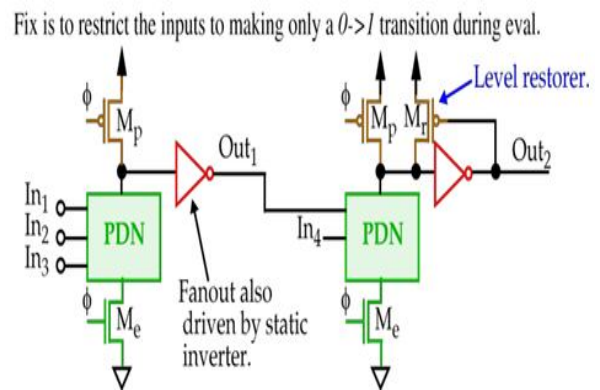 Fix is to restrict the inputs to making only a 0->1 transition during eval.
Level restorer.
ϕ
Mp
ϕ
Mp
Mr
Out1
Out2
In1
In2
In3
PDN
In4
PDN
ϕ
Me
Fanout also
driven by static
inverter.
ϕ
Me